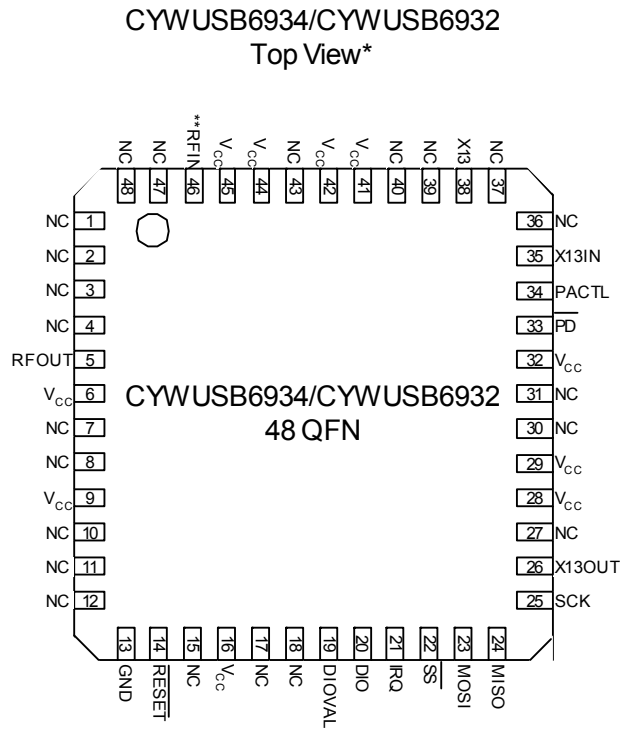 CYWUSB6934/CYWUSB6932
Top View*
NC 48
NC 47
**RFIN 46
VCC 45
VCC 44
NC 43
VCC 42
VCC 41
NC 40
NC 39
X13 38
NC 37
NC 1
NC 2
NC 3
NC 4
RFOUT 5
VCC 6
NC 7
NC 8
VCC 9
NC 10
NC 11
NC 12
36 NC
35 X13IN
34 PACTL
33 PD
32 VCC
31 NC
30 NC
29 VCC
28 VCC
27 NC
26 X13OUT
25 SCK
CYWUSB6934/CYWUSB6932
48 QFN
13 GND
14 RESET
15 NC
16 VCC
17 NC
18 NC
19 DIOVAL
20 DIO
21 IRQ
22 SS
23 MOSI
24 MISO